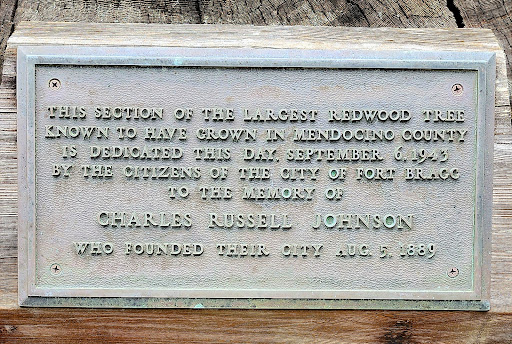 THIS SECTION OF THE LARGEST REDWOOD TREE
KNOWN TO HAVE GROWN IN MENDOCINO COUNTY
IS DEDICATED THIS DAY, SEPTEMBER 6, 1943
BY THE CITIZENS OF THE CITY OF FORT BRAGG
TO THE MEMORY OF
CHARLES RUSSELL JOHNSON
WHO FOUNDED THEIR CITY AUG. 5, 1889